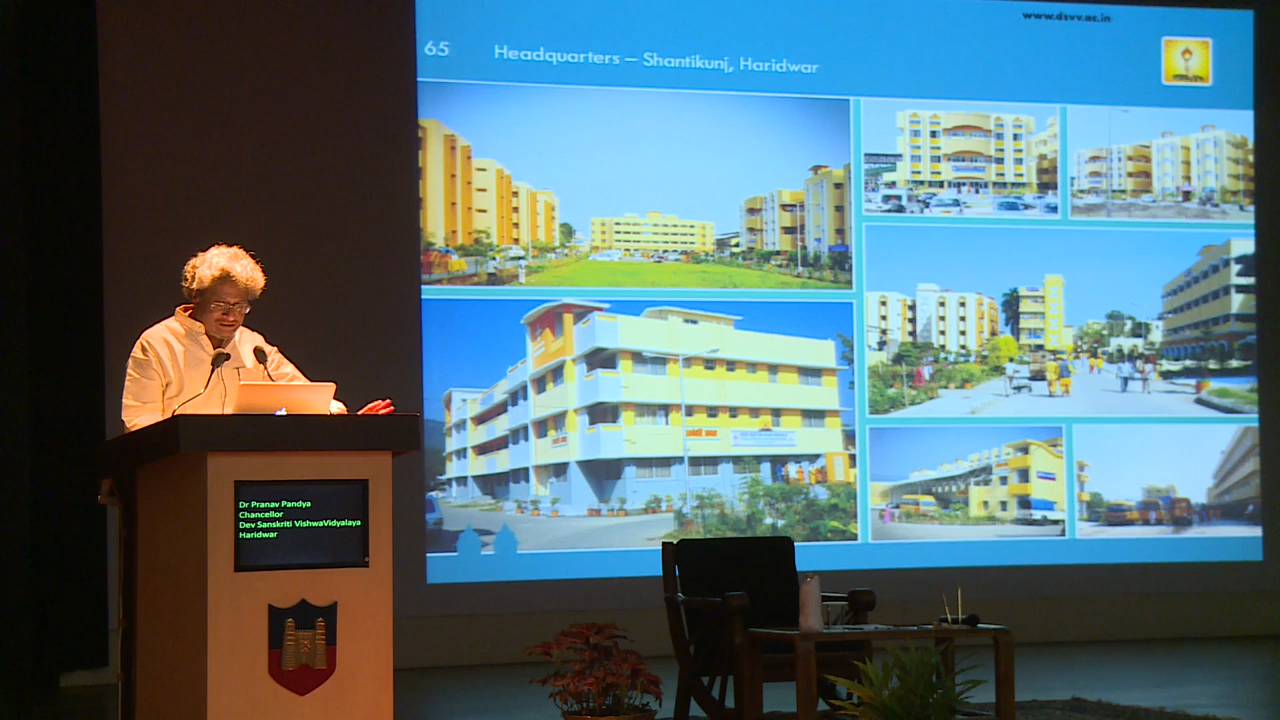 www.dsvv.ac.in
65
Headquarters – Shantikunj, Haridwar
Dr Pranav Pandya
Chancellor
Dev Sanskriti VishwaVidyalaya
Haridwar